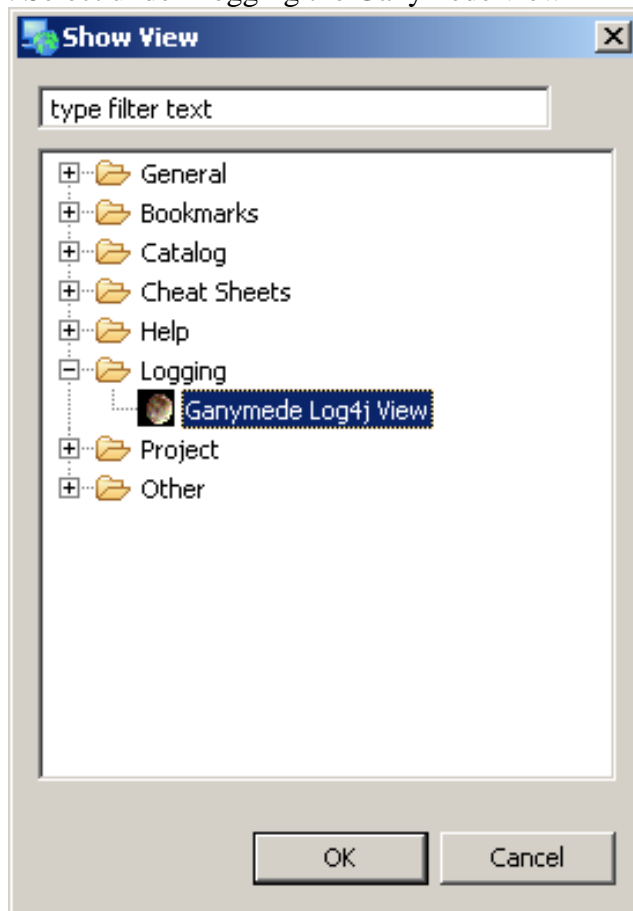 Show View
type filter text
General
Bookmarks
Catalog
Cheat Sheets
Help
Logging
Ganymede Log4j View
Project
Other
OK Cancel